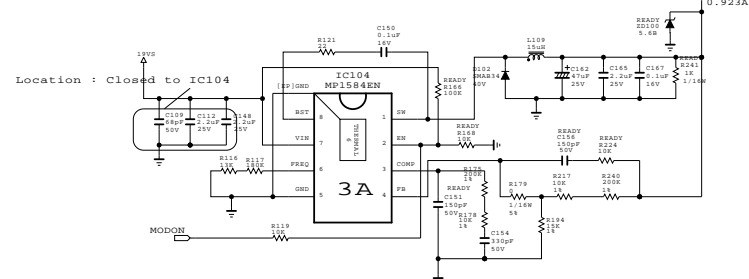 0.923A
READY
ZD100
5.6B
C150
0.1uF
16V
R121
22
L109
15uH
19V5
Location : Closed to IC104
IC104
MP1584EN
[EP]GND
READY
R166
100K
D102
SMAB34
40V
C162
47uF
25V
C165
2.2uF
25V
C167
0.1uF
16V
READY
R241
1K
1/16W
C109
68pF
50V
C112
2.2uF
25V
C148
2.2uF
25V
BST
8
1
SW
THERMAL
READY
R168
10K
VIN
7
2
EN
READY
C156
150pF
50V
READY
R224
10K
R116
13K
R117
180K
FREQ
6
3
COMP
3A
R175
200K
1%
GND
5
4
FB
READY
C151
150pF
50V
R179
0
1/16W
5%
R217
10K
1%
R240
200K
1%
R178
10K
1%
R194
15K
1%
C154
330pF
50V
MODON
R119
10K